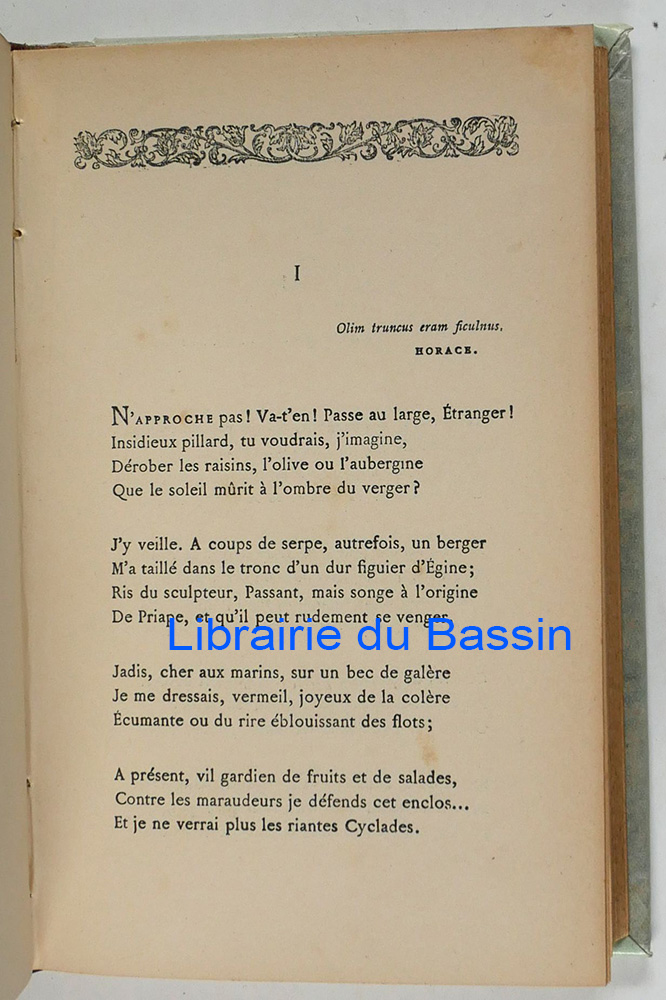 I
Olim truncus eram ficulnus.
HORACE.
N'APPROCHE pas! Va-t'en! Passe au large, Étranger!
Insidieux pillard, tu voudrais, j'imagine,
Dérober les raisins, l'olive ou l'aubergine
Que le soleil mûrit à l'ombre du verger?
J'y veille. A coups de serpe, autrefois, un berger
M'a taillé dans le tronc d'un dur figuier d'Égine;
Ris du sculpteur, Passant, mais songe à l'origine
De Priape, et qu'il peut rudement se venger
Librairie du Bassin
Jadis, cher aux marins, sur un bec de galère
Je me dressais, vermeil, joyeux de la colère
Écumante ou du rire éblouissant des flots;
A présent, vil gardien de fruits et de salades,
Contre les maraudeurs je défends cet enclos...
Et je ne verrai plus les riantes Cyclades.